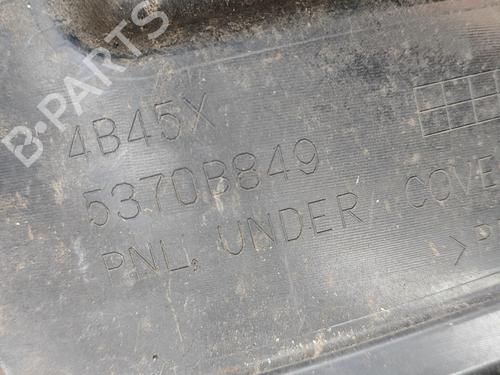 B-PARTS
4B45X
5370B849
PNL, UNDER COVE
>P